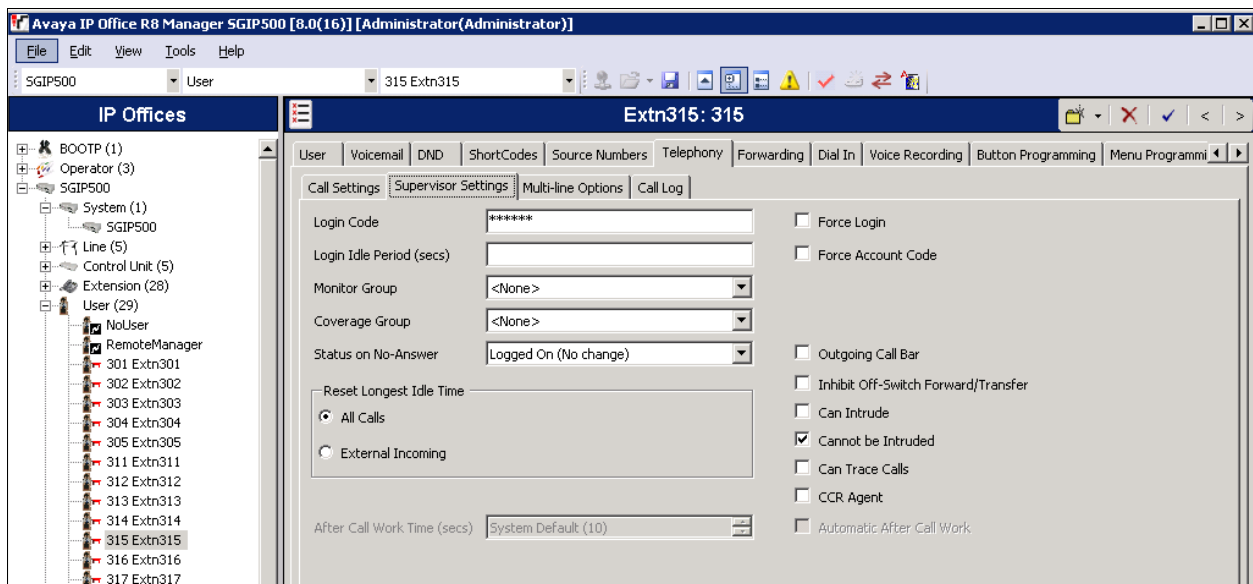 Avaya IP Office R8 Manager SGIP500 [8.0(16)] [Administrator(Administrator)]
File Edit View Tools Help
SGIP500 User 315 Extn315
IP Offices
BOOTP (1)
Operator (3)
SGIP500
System (1)
SGIP500
Line (5)
Control Unit (5)
Extension (28)
User (29)
NoUser
RemoteManager
301 Extn301
302 Extn302
303 Extn303
304 Extn304
305 Extn305
311 Extn311
312 Extn312
313 Extn313
314 Extn314
315 Extn315
316 Extn316
317 Extn317
Extn315: 315
User Voicemail DND ShortCodes Source Numbers Telephony Forwarding Dial In Voice Recording Button Programming Menu Programmi
Call Settings Supervisor Settings Multi-line Options Call Log
Login Code ****** Force Login
Login Idle Period (secs) Force Account Code
Monitor Group <None>
Coverage Group <None>
Status on No-Answer Logged On (No change) Outgoing Call Bar
Reset Longest Idle Time Inhibit Off-Switch Forward/Transfer
All Calls Can Intrude
Cannot be Intruded
External Incoming Can Trace Calls
CCR Agent
After Call Work Time (secs) System Default (10) Automatic After Call Work